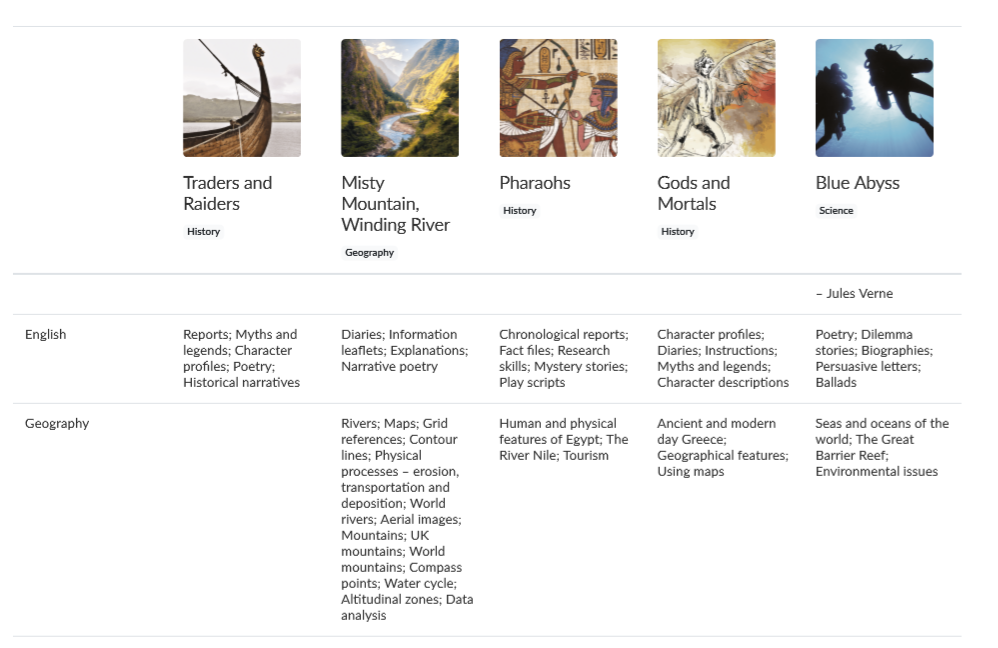 Traders and
Raiders
History
Misty
Mountain,
Winding River
Geography
Pharaohs
History
Gods and
Mortals
History
Blue Abyss
Science
– Jules Verne
English
Reports; Myths and
legends; Character
profiles; Poetry;
Historical narratives
Diaries; Information
leaflets; Explanations;
Narrative poetry
Chronological reports;
Fact files; Research
skills; Mystery stories;
Play scripts
Character profiles;
Diaries; Instructions;
Myths and legends;
Character descriptions
Poetry; Dilemma
stories; Biographies;
Persuasive letters;
Ballads
Geography
Rivers; Maps; Grid
references; Contour
lines; Physical
processes – erosion,
transportation and
deposition; World
rivers; Aerial images;
Mountains; UK
mountains; World
mountains; Compass
points; Water cycle;
Altitudinal zones; Data
analysis
Human and physical
features of Egypt; The
River Nile; Tourism
Ancient and modern
day Greece;
Geographical features;
Using maps
Seas and oceans of the
world; The Great
Barrier Reef;
Environmental issues